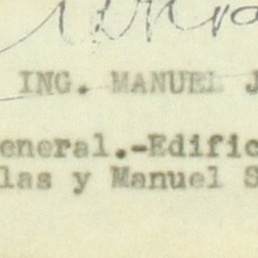 ING. MANUEL J
eneral.-Edific
las y Manuel S